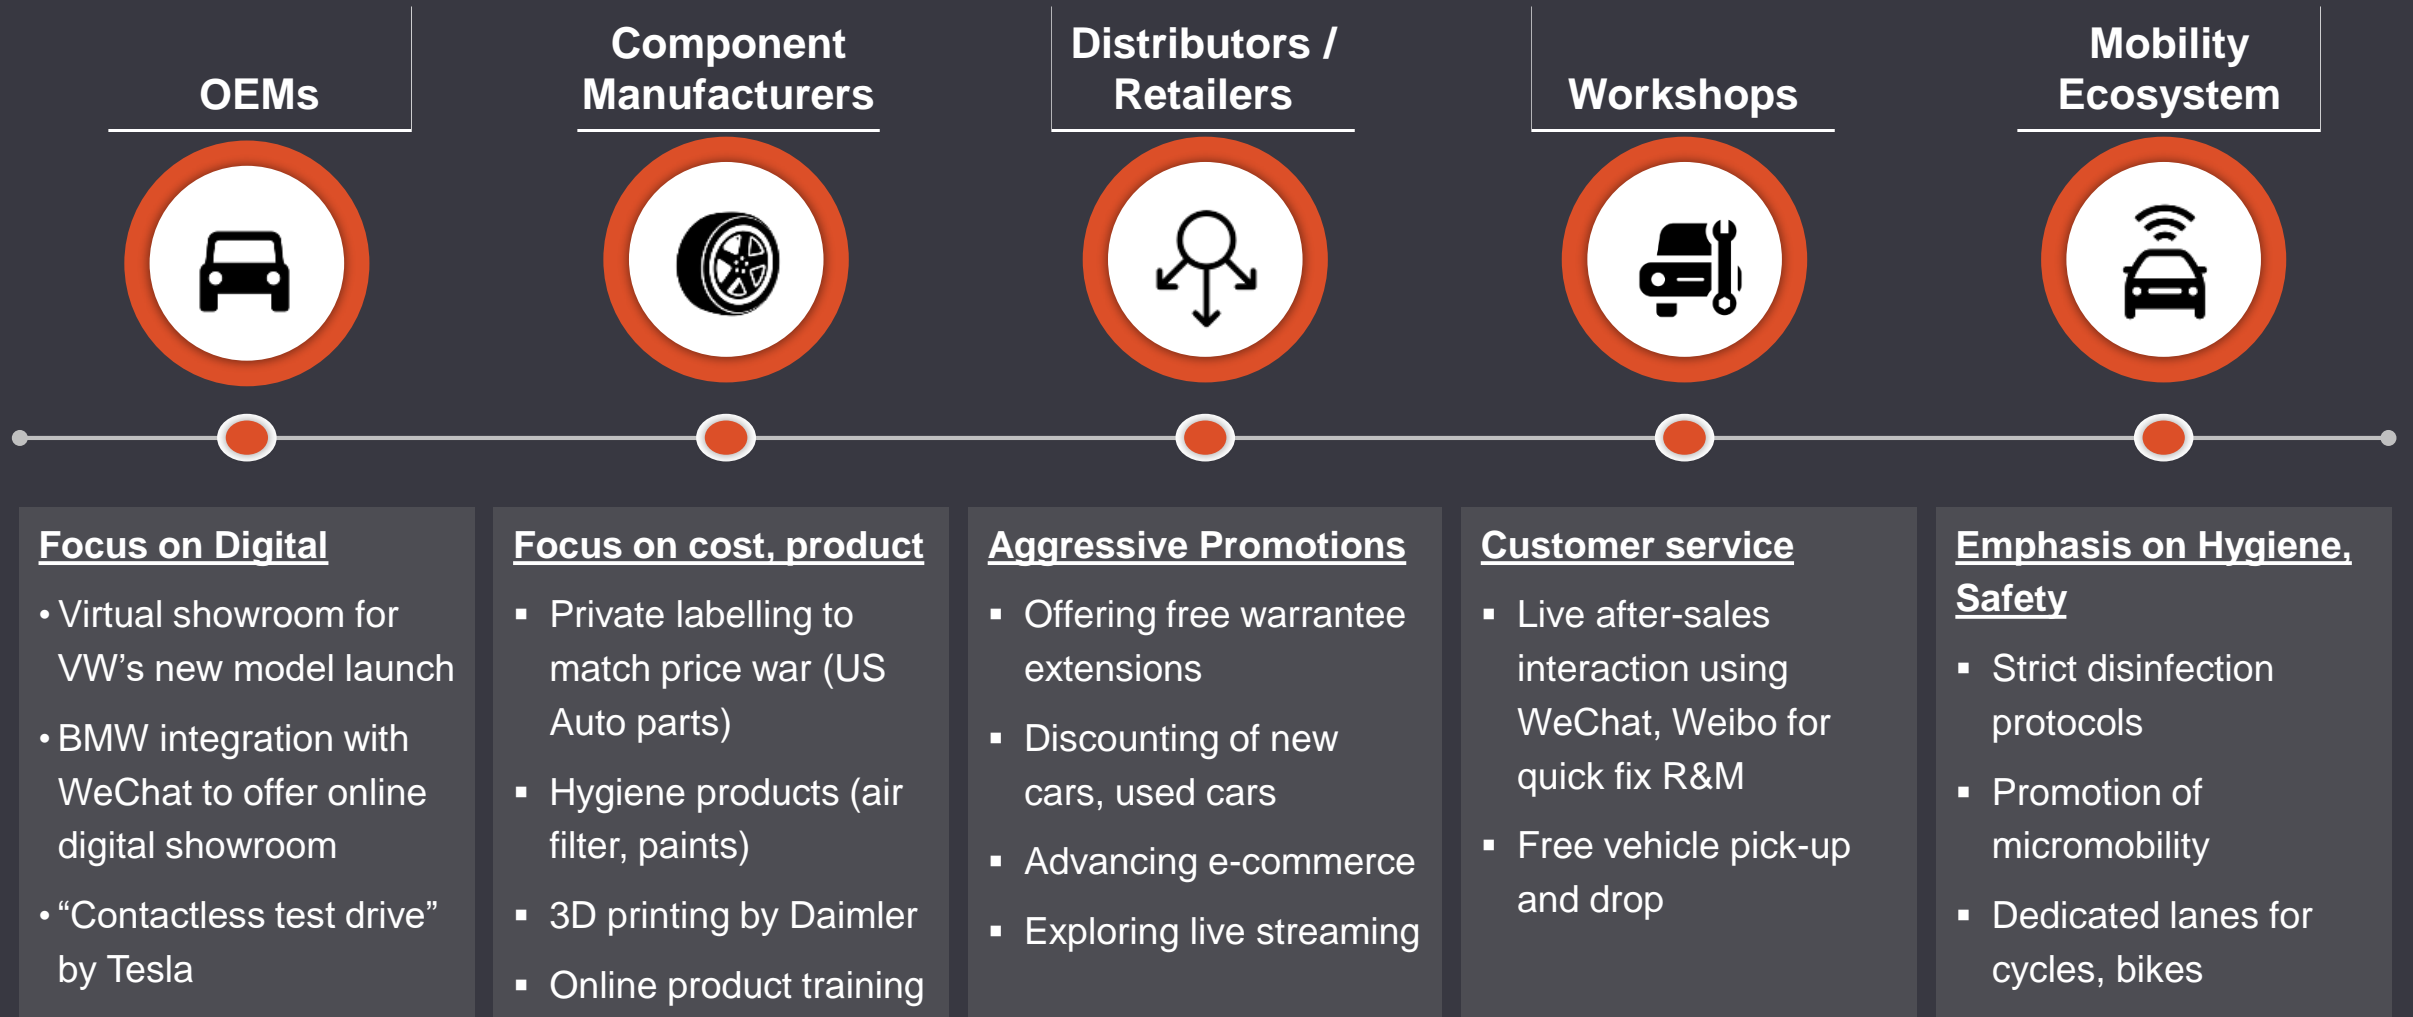 OEMs
Component
Manufacturers
Distributors /
Retailers
Workshops
Mobility
Ecosystem
Focus on Digital
• Virtual showroom for
VW’s new model launch
• BMW integration with
WeChat to offer online
digital showroom
• “Contactless test drive”
by Tesla
Focus on cost, product
▪ Private labelling to
match price war (US
Auto parts)
▪ Hygiene products (air
filter, paints)
▪ 3D printing by Daimler
▪ Online product training
Aggressive Promotions
▪ Offering free warrantee
extensions
▪ Discounting of new
cars, used cars
▪ Advancing e-commerce
▪ Exploring live streaming
Customer service
▪ Live after-sales
interaction using
WeChat, Weibo for
quick fix R&M
▪ Free vehicle pick-up
and drop
Emphasis on Hygiene,
Safety
▪ Strict disinfection
protocols
▪ Promotion of
micromobility
▪ Dedicated lanes for
cycles, bikes